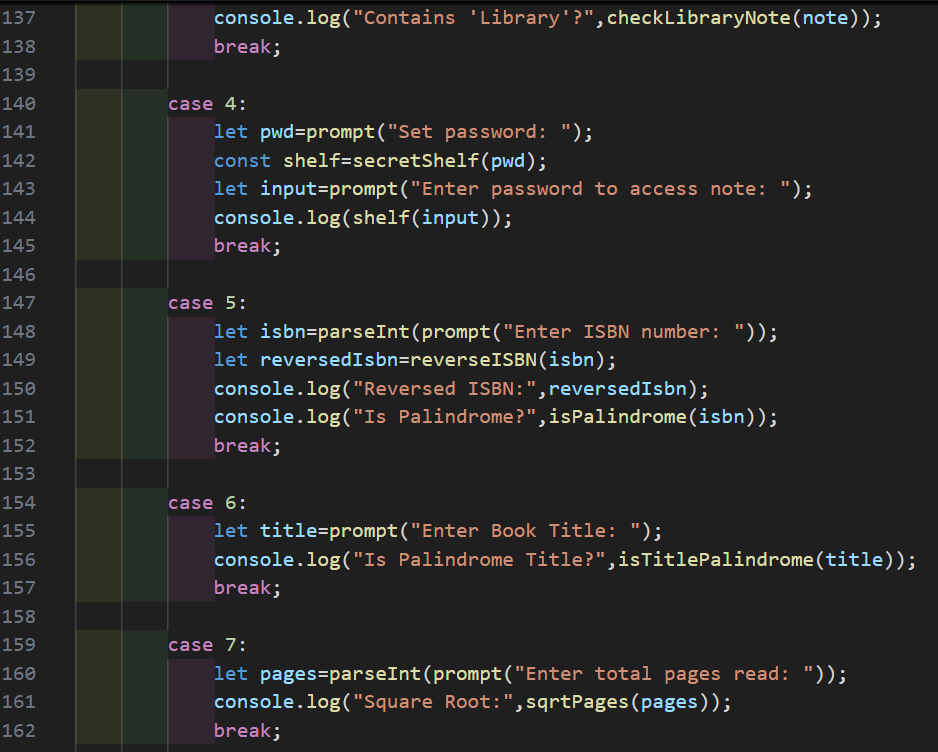 137 console.log("Contains 'Library'?",checkLibraryNote(note));
138 break;
139
140 case 4:
141 let pwd=prompt("Set password: ");
142 const shelf=secretShelf(pwd);
143 let input=prompt("Enter password to access note: ");
144 console.log(shelf(input));
145 break;
146
147 case 5:
148 let isbn=parseInt(prompt("Enter ISBN number: "));
149 let reversedIsbn=reverseISBN(isbn);
150 console.log("Reversed ISBN:",reversedIsbn);
151 console.log("Is Palindrome?",isPalindrome(isbn));
152 break;
153
154 case 6:
155 let title=prompt("Enter Book Title: ");
156 console.log("Is Palindrome Title?",isTitlePalindrome(title));
157 break;
158
159 case 7:
160 let pages=parseInt(prompt("Enter total pages read: "));
161 console.log("Square Root:",sqrtPages(pages));
162 break;